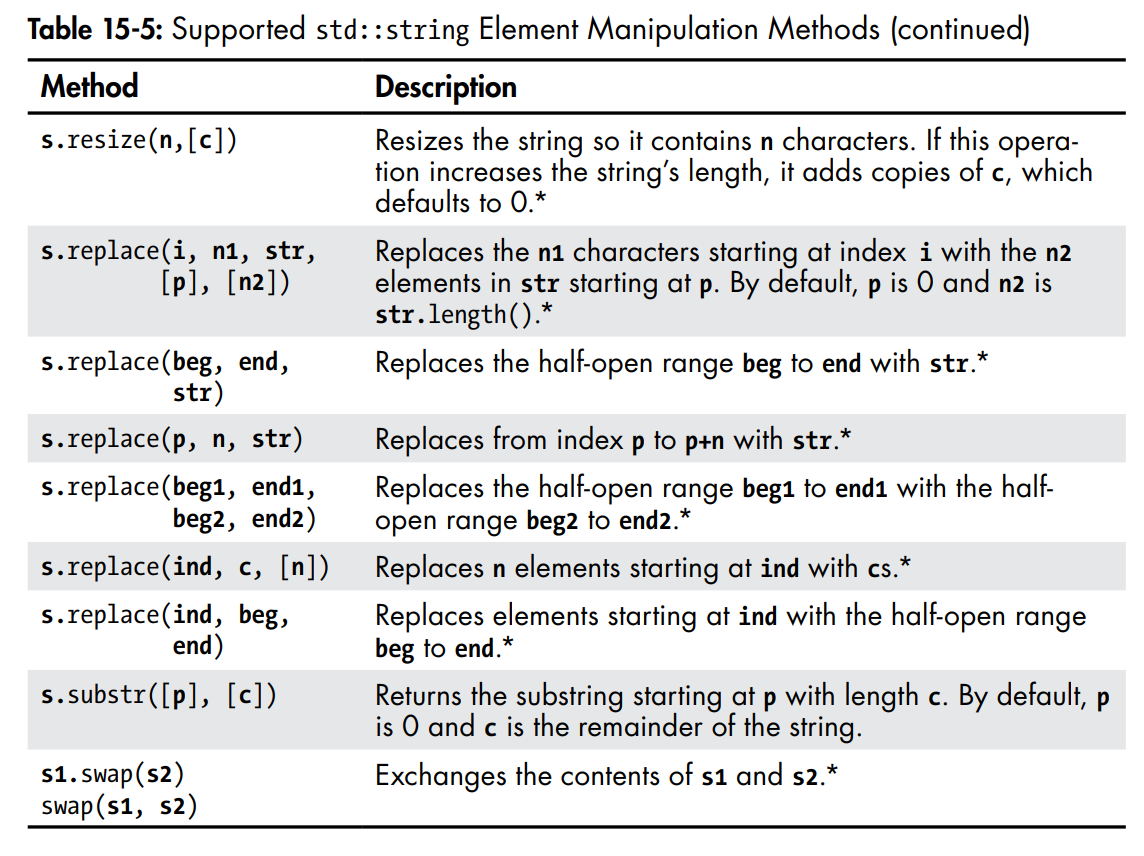 Table 15-5: Supported std::string Element Manipulation Methods (continued)
Method Description
s.resize(n,[c]) Resizes the string so it contains n characters. If this opera-
tion increases the string's length, it adds copies of c, which
defaults to 0.*
s.replace(i, n1, str, Replaces the n1 characters starting at index i with the n2
[p], [n2]) elements in str starting at p. By default, p is 0 and n2 is
str.length().*
s.replace(beg, end, Replaces the half-open range beg to end with str.*
str)
s.replace(p, n, str) Replaces from index p to p+n with str.*
s.replace(beg1, end1, Replaces the half-open range beg1 to end1 with the half-
beg2, end2) open range beg2 to end2.*
s.replace(ind, c, [n]) Replaces n elements starting at ind with cs.*
s.replace(ind, beg, Replaces elements starting at ind with the half-open range
end) beg to end.*
s.substr([p], [c]) Returns the substring starting at p with length c. By default, p
is 0 and c is the remainder of the string.
s1.swap(s2) Exchanges the contents of s1 and s2.*
swap(s1, s2)